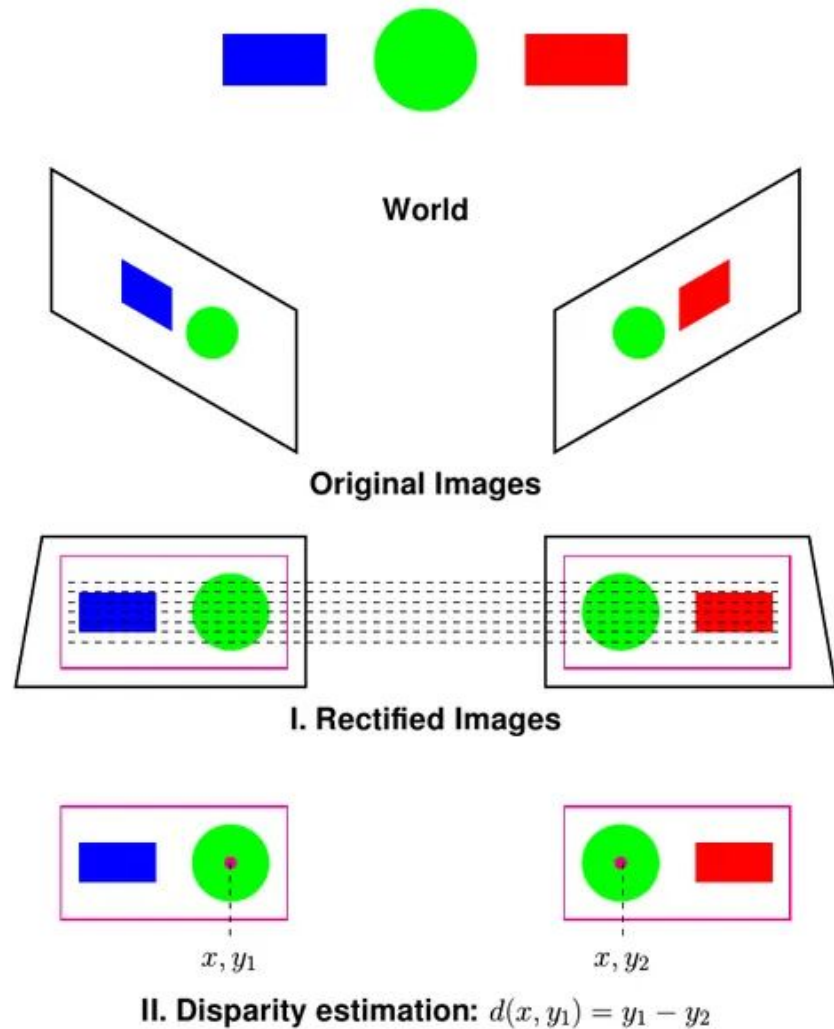 World
Original Images
I. Rectified Images
x, y₁
x, y₂
II. Disparity estimation: d(x, y₁) = y₁ − y₂